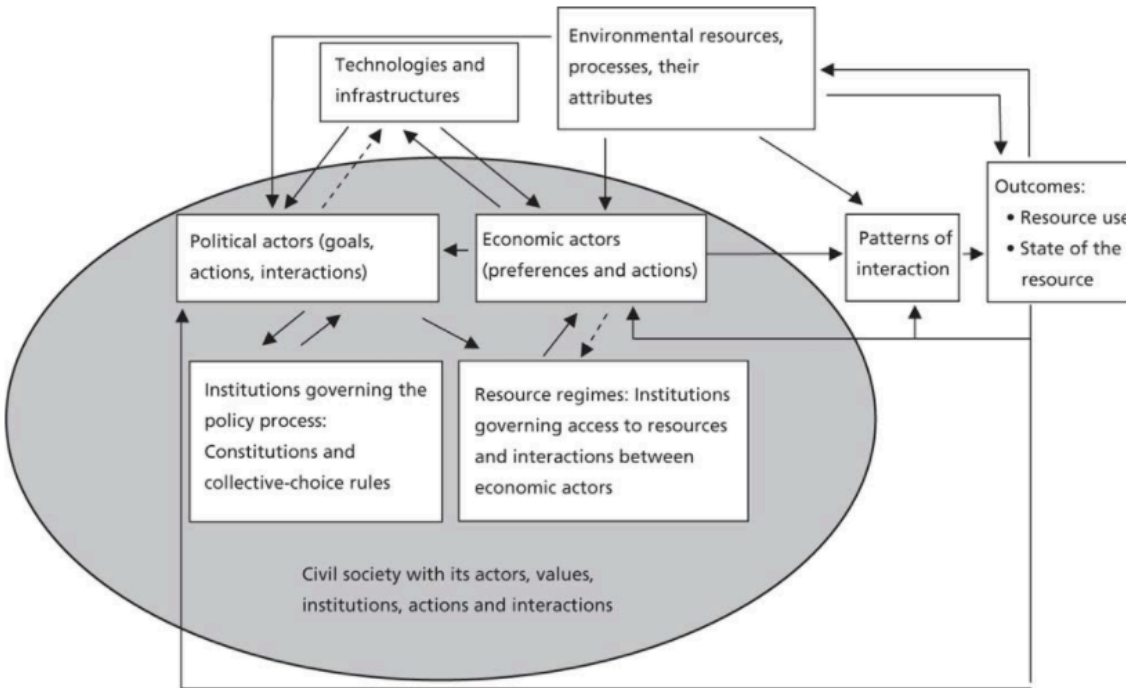 Environmental resources,
processes, their
attributes
Technologies and
infrastructures
Outcomes:
• Resource use
• State of the
resource
Political actors (goals,
actions, interactions)
Economic actors
(preferences and actions)
Patterns of
interaction
Institutions governing the
policy process:
Constitutions and
collective-choice rules
Resource regimes: Institutions
governing access to resources
and interactions between
economic actors
Civil society with its actors, values,
institutions, actions and interactions